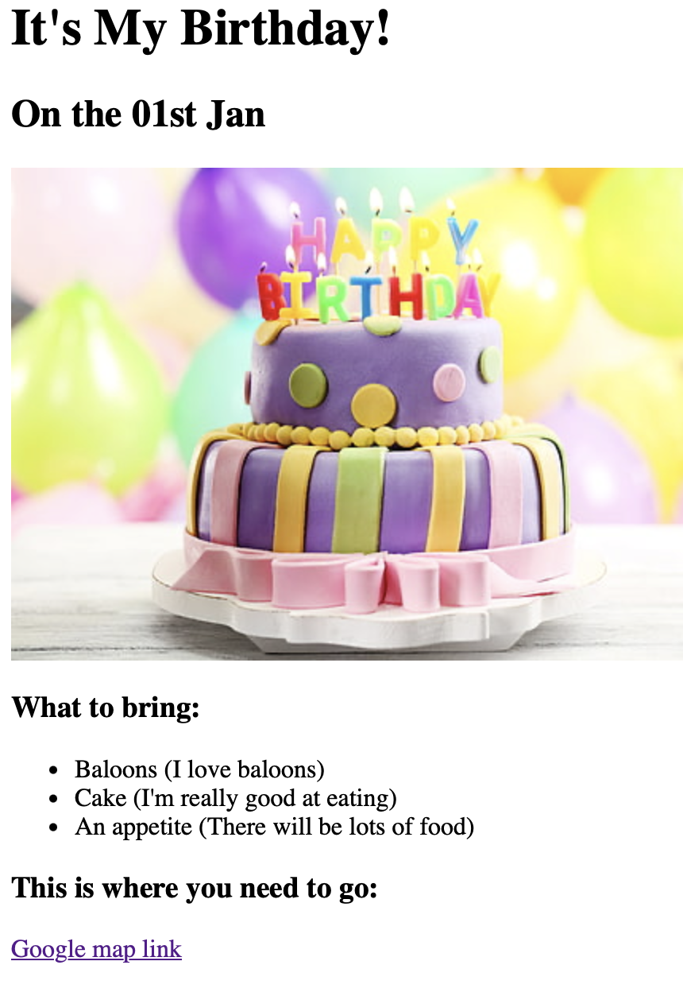 It's My Birthday!
On the 01st Jan
HAPPY
BIRTHDAY
What to bring:
Baloons (I love baloons)
Cake (I'm really good at eating)
An appetite (There will be lots of food)
This is where you need to go:
Google map link